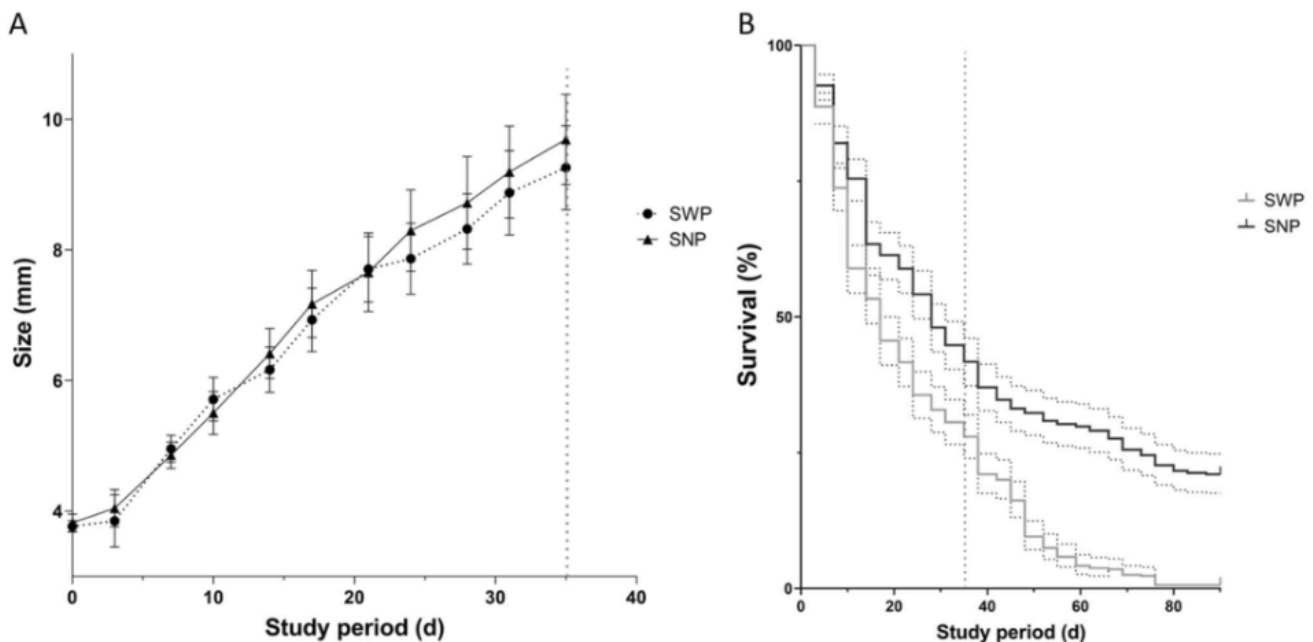 A
Size (mm)
10
8
6
4
0 10 20 30 40
Study period (d)
SWP
SNP
B
Survival (%)
100
50
0
0 20 40 60 80
Study period (d)
SWP
SNP